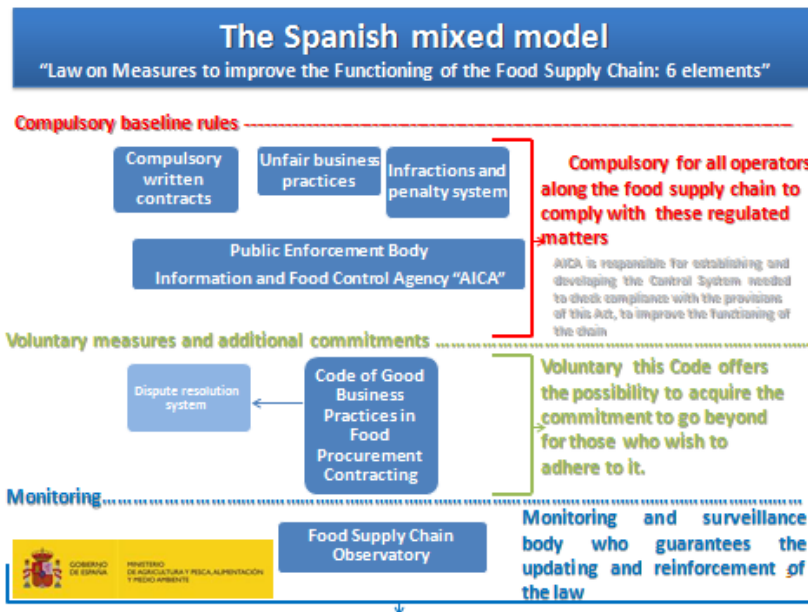 The Spanish mixed model
“Law on Measures to improve the Functioning of the Food Supply Chain: 6 elements”
Compulsory baseline rules
Compulsory
written
contracts
Unfair business
practices
Infractions and
penalty system
Public Enforcement Body
Information and Food Control Agency “AICA”
Compulsory for all operators
along the food supply chain to
comply with these regulated
matters
AICA is responsible for establishing and
developing the Control System needed
to check compliance with the provisions
of this Act, to improve the functioning of
the chain
Voluntary measures and additional commitments
Dispute resolution
system
Code of Good
Business
Practices in
Food
Procurement
Contracting
Voluntary this Code offers
the possibility to acquire the
commitment to go beyond
for those who wish to
adhere to it.
Monitoring
Food Supply Chain
Observatory
Monitoring and surveillance
body who guarantees the
updating and reinforcement of
the law
GOBIERNO
DE ESPAÑA
MINISTERIO
DE AGRICULTURA Y PESCA, ALIMENTACIÓN
Y MEDIO AMBIENTE